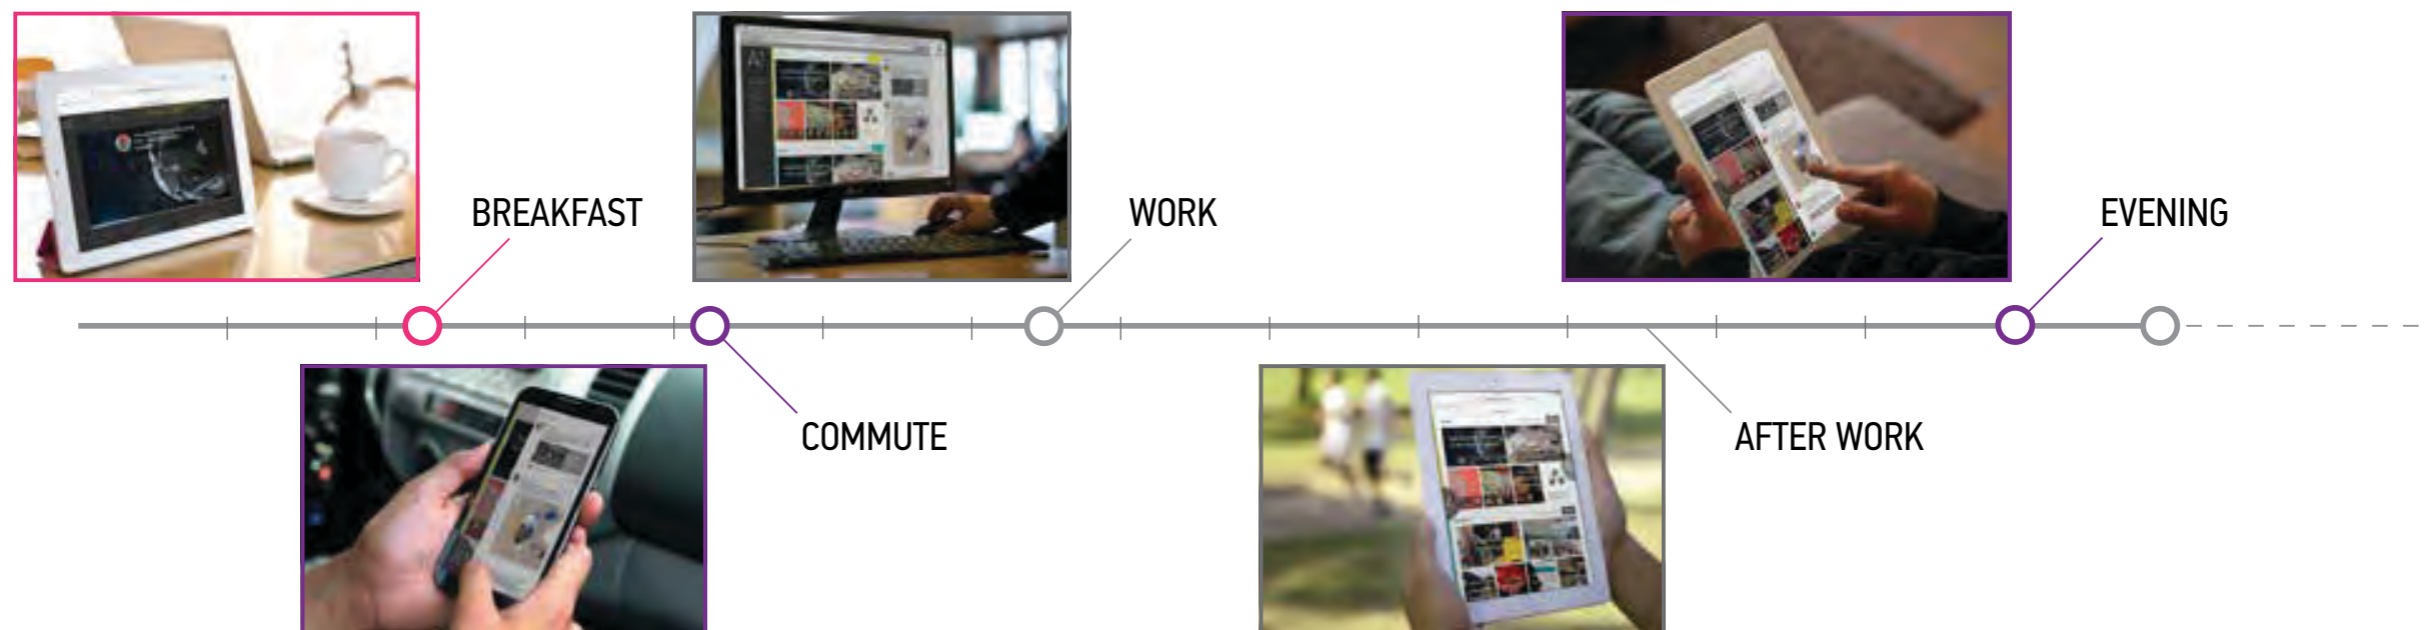 BREAKFAST
COMMUTE
WORK
AFTER WORK
EVENING